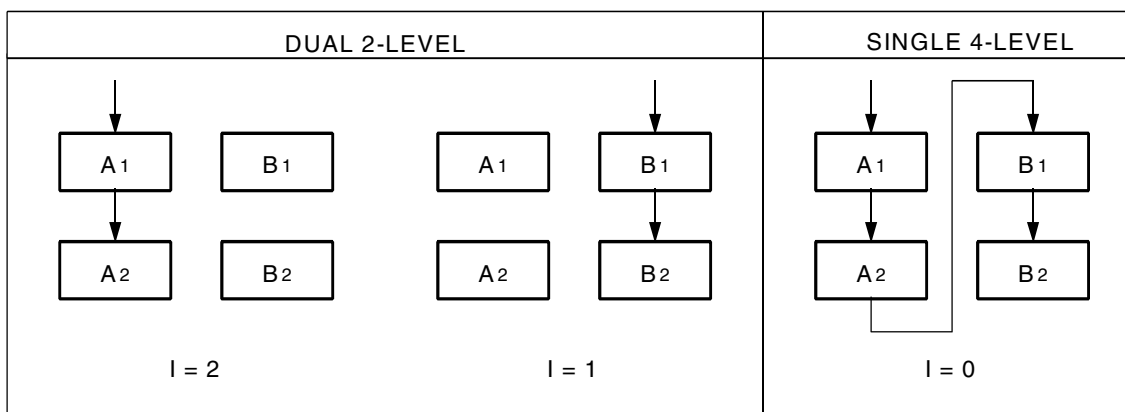 DUAL 2-LEVEL SINGLE 4-LEVEL
A1 B1 A1 B1 A1 B1
A2 B2 A2 B2 A2 B2
I = 2 I = 1 I = 0